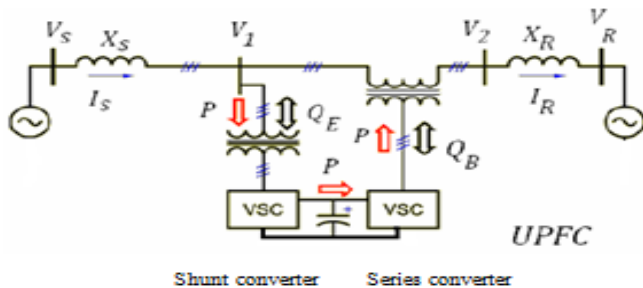 Vs Xs V1 V2 XR VR
Is IR
P QE P QB
P
VSC VSC
UPFC
Shunt converter Series converter